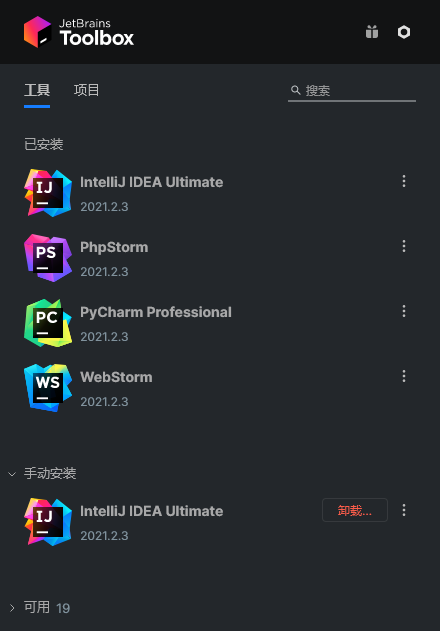 JetBrains
Toolbox
工具 项目 搜索
已安装
IJ IntelliJ IDEA Ultimate
2021.2.3
PS PhpStorm
2021.2.3
PC PyCharm Professional
2021.2.3
WS WebStorm
2021.2.3
手动安装
IJ IntelliJ IDEA Ultimate 卸载...
2021.2.3
可用 19